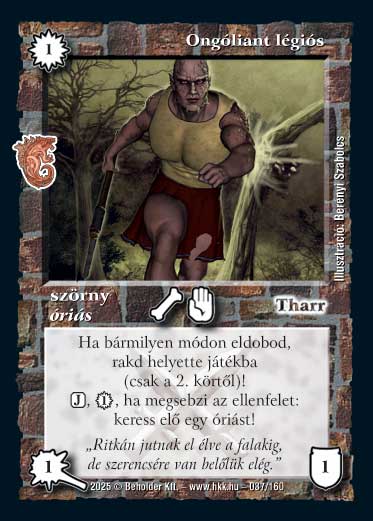 1
Óngóliant légiós
Illusztráció: Berényi Szabolcs
szörny
óriás
Tharr
Ha bármilyen módon eldobod,
rakd helyette játékba
(csak a 2. körtől)!
J, 1, ha megsebzi az ellenfelet:
keress elő egy óriást!
„Ritkán jutnak el élve a falakig,
de szerencsére van belőlük elég.”
1
1
2025 © Beholder Kft. – www.hkk.hu – 037/160